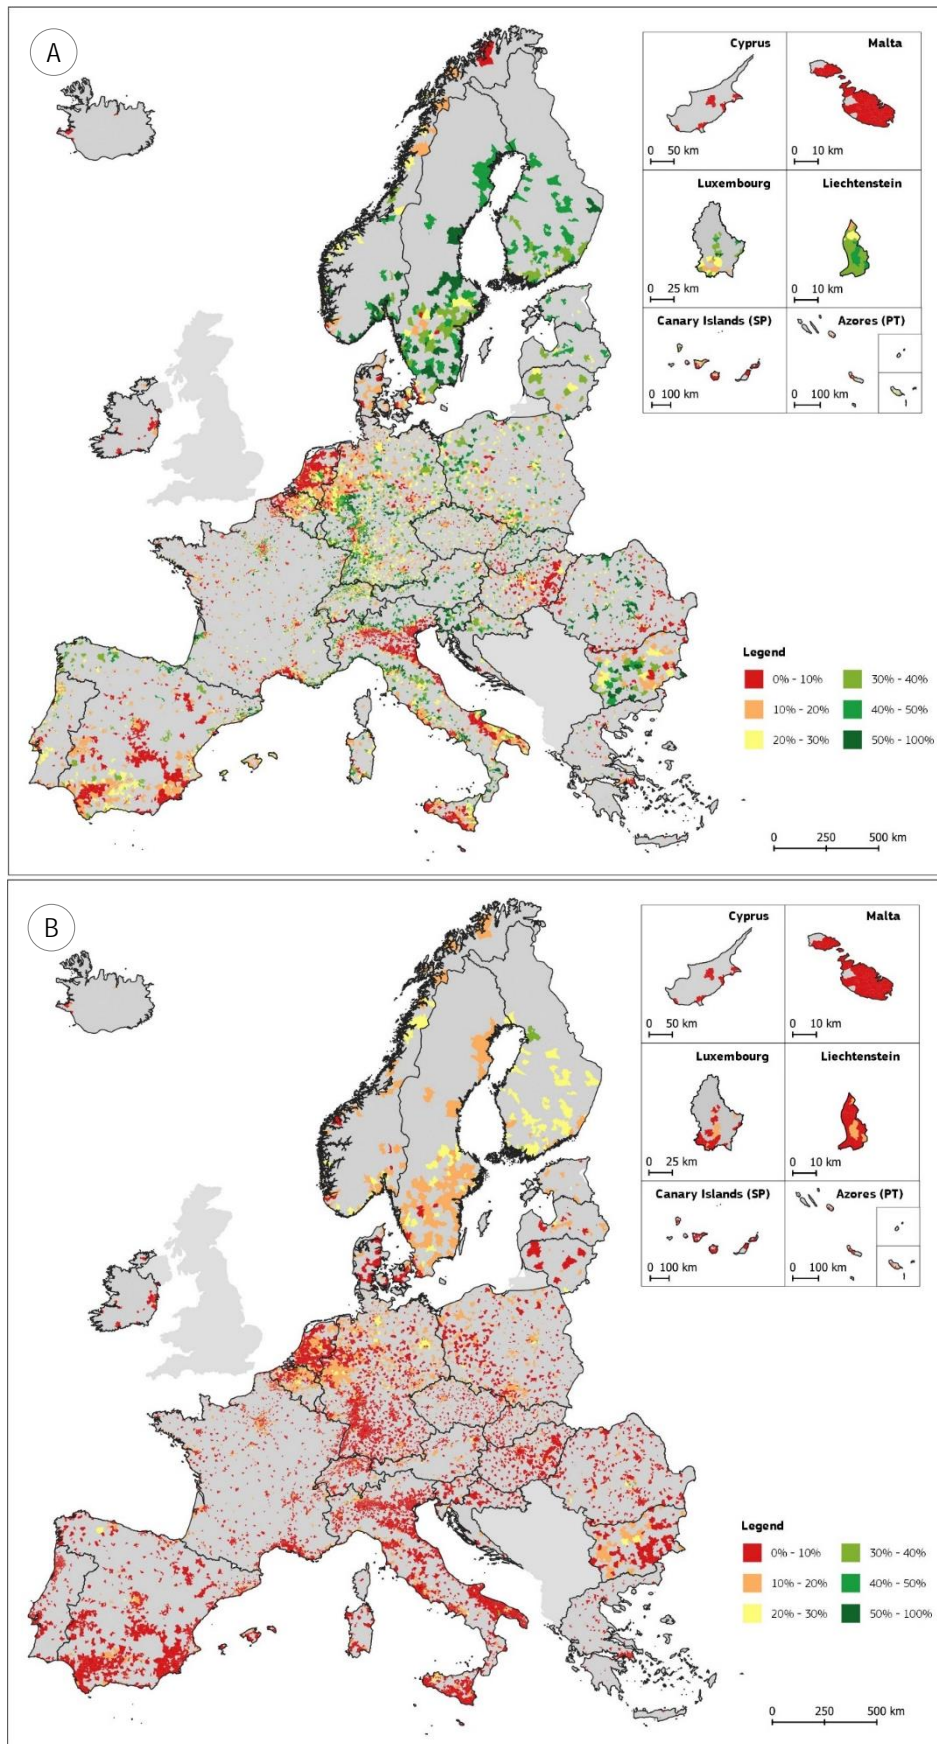 A
Cyprus
0 50 km
Malta
0 10 km
Luxembourg
0 25 km
Liechtenstein
0 10 km
Canary Islands (SP)
0 100 km
Azores (PT)
0 100 km
Legend
0% - 10%
30% - 40%
10% - 20%
40% - 50%
20% - 30%
50% - 100%
0 250 500 km
B
Cyprus
0 50 km
Malta
0 10 km
Luxembourg
0 25 km
Liechtenstein
0 10 km
Canary Islands (SP)
0 100 km
Azores (PT)
0 100 km
Legend
0% - 10%
30% - 40%
10% - 20%
40% - 50%
20% - 30%
50% - 100%
0 250 500 km